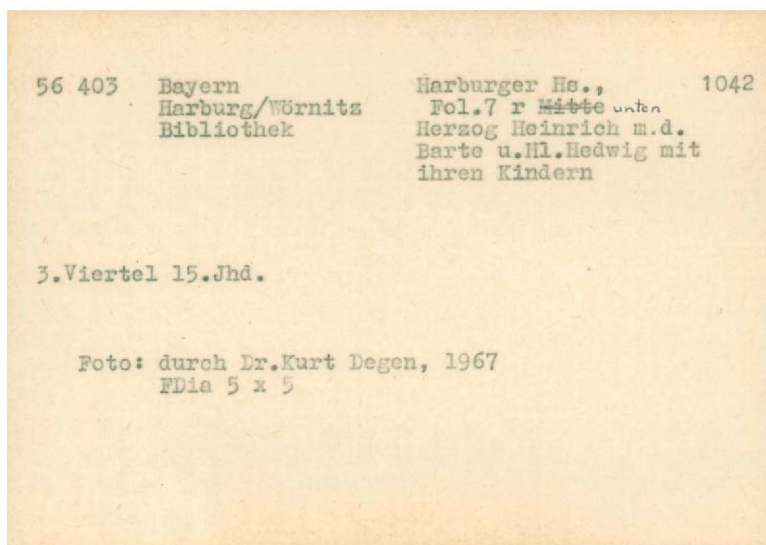 56 403 Bayern Harburger Hs., 1042
Harburg/Wörnitz Fol.7 r Mitte unten
Bibliothek Herzog Heinrich m.d.
Barte u.Hl.Hedwig mit
ihren Kindern
3.Viertel 15.Jhd.
Foto: durch Dr.Kurt Degen, 1967
FDia 5 x 5